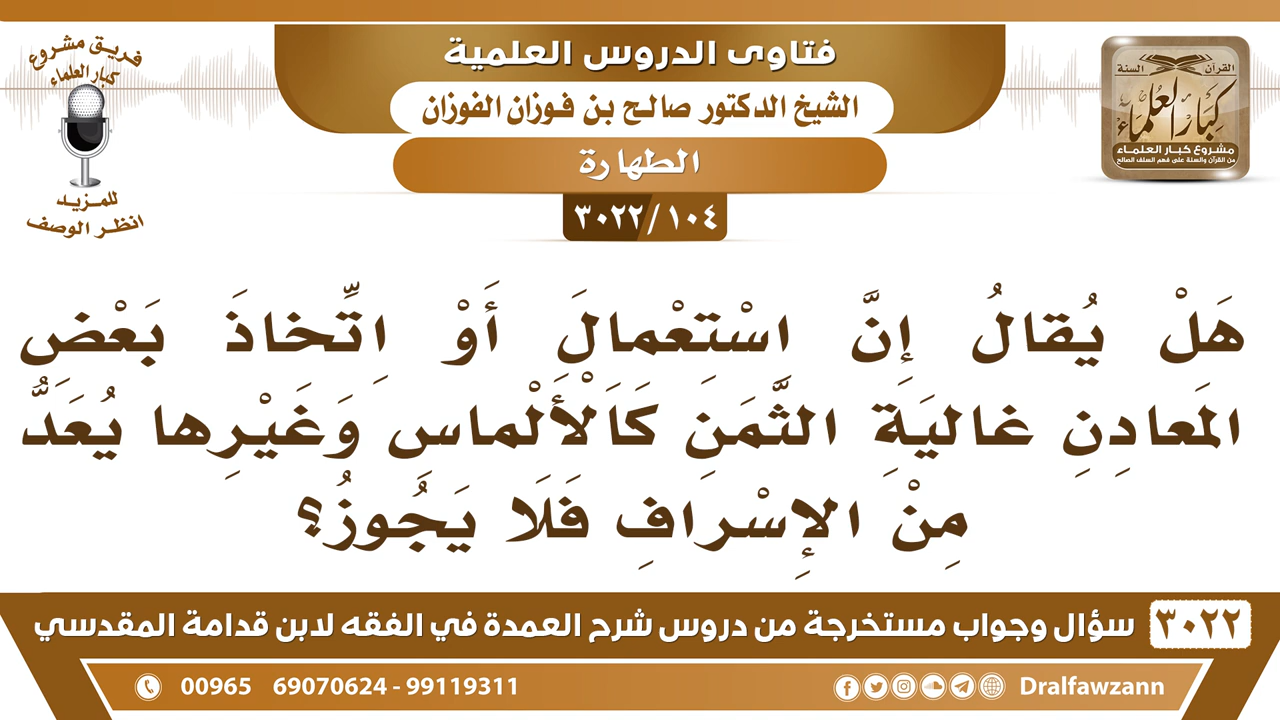 فتاوى الدروس العلمية
الشيخ الدكتور صالح بن فوزان الفوزان
الطهارة
٣٠٢٢/١٠٤
فريق مشروع
كبار العلماء
للمزيد
انظر الوصف
القرآن السنة
كبار العلماء
مشروع كبار العلماء
من القرآن والسنة على فهم السلف الصالح
هَلْ يُقالُ إِنَّ اسْتِعْمالَ أَوْ اِتِّخاذَ بَعْضِ
المَعادِنِ غالِيَةِ الثَّمَنِ كَالْأَلْماسِ وَغَيْرِها يُعَدُّ
مِنْ الإِسْرافِ فَلَا يَجُوزُ؟
سؤال وجواب مستخرجة من دروس شرح العمدة في الفقه لابن قدامة المقدسي
٣٠٢٢
00965 69070624 - 99119311
Dralfawzann